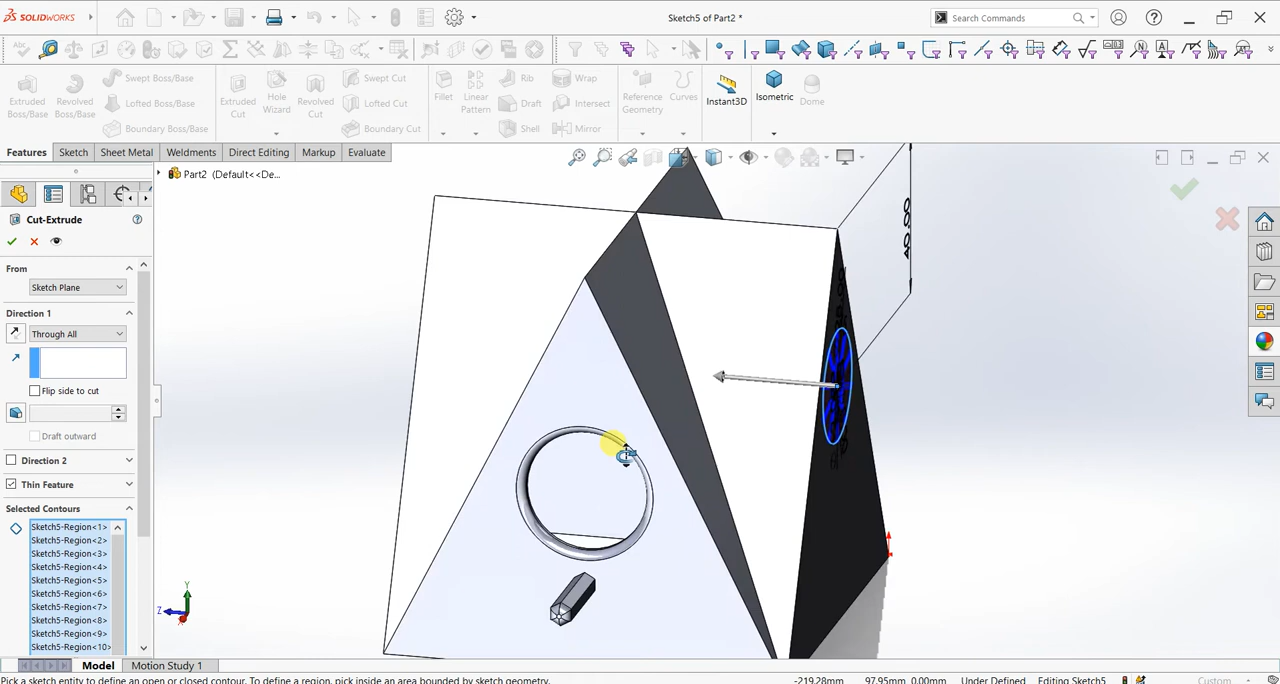 SOLIDWORKS
Sketch5 of Part2 *
Search Commands
Extruded Boss/Base
Revolved Boss/Base
Swept Boss/Base
Lofted Boss/Base
Boundary Boss/Base
Extruded Cut
Hole Wizard
Revolved Cut
Swept Cut
Lofted Cut
Boundary Cut
Fillet
Linear Pattern
Rib
Draft
Shell
Wrap
Intersect
Mirror
Reference Geometry
Curves
Instant3D
Isometric
Dome
Features
Sketch
Sheet Metal
Weldments
Direct Editing
Markup
Evaluate
Part2 (Default<<De...
Cut-Extrude
From
Sketch Plane
Direction 1
Through All
Flip side to cut
Draft outward
Direction 2
Thin Feature
Selected Contours
Sketch5-Region<1>
Sketch5-Region<2>
Sketch5-Region<3>
Sketch5-Region<4>
Sketch5-Region<5>
Sketch5-Region<6>
Sketch5-Region<7>
Sketch5-Region<8>
Sketch5-Region<9>
Sketch5-Region<10>
40.00
Y
Z
Model
Motion Study 1
Pick a sketch entity to define an open or closed contour. To define a region, pick inside an area bounded by sketch geometry.
-219.28mm
97.95mm 0.00mm
Under Defined
Editing Sketch5
Custom